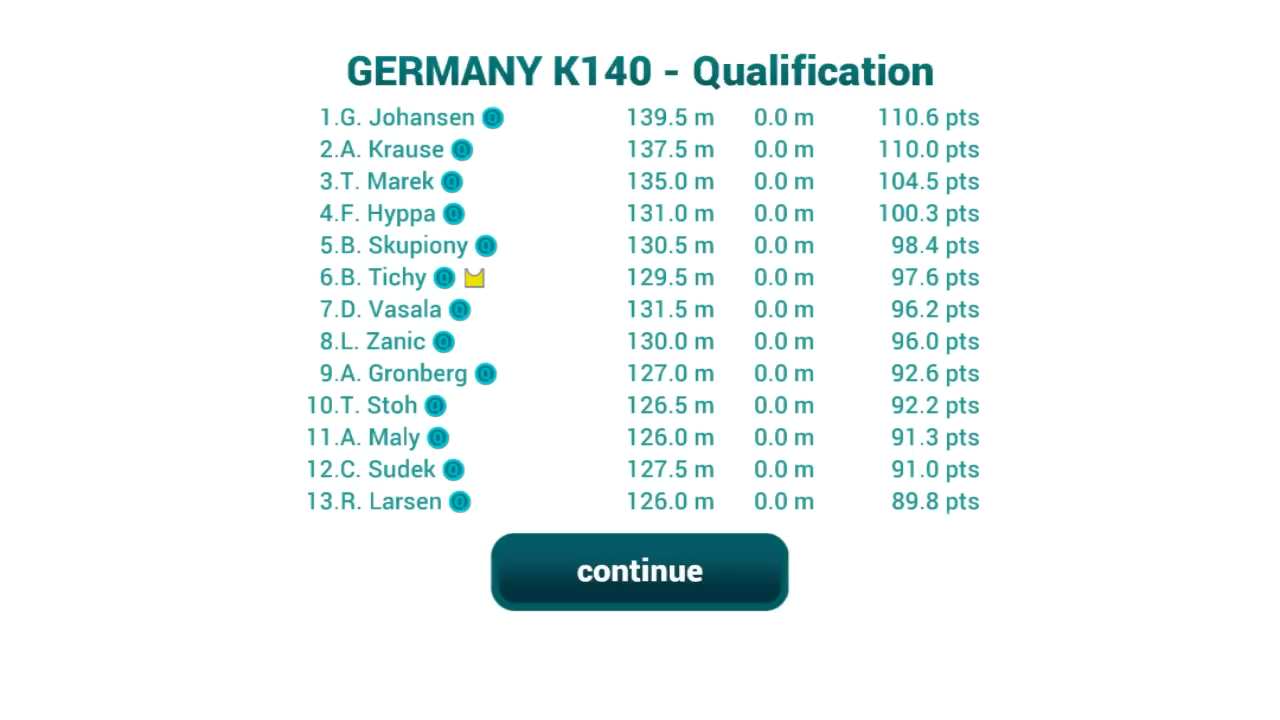 GERMANY K140 - Qualification
1.G. Johansen Q 139.5 m 0.0 m 110.6 pts
2.A. Krause Q 137.5 m 0.0 m 110.0 pts
3.T. Marek Q 135.0 m 0.0 m 104.5 pts
4.F. Hyppa Q 131.0 m 0.0 m 100.3 pts
5.B. Skupiony Q 130.5 m 0.0 m 98.4 pts
6.B. Tichy Q 129.5 m 0.0 m 97.6 pts
7.D. Vasala Q 131.5 m 0.0 m 96.2 pts
8.L. Zanic Q 130.0 m 0.0 m 96.0 pts
9.A. Gronberg Q 127.0 m 0.0 m 92.6 pts
10.T. Stoh Q 126.5 m 0.0 m 92.2 pts
11.A. Maly Q 126.0 m 0.0 m 91.3 pts
12.C. Sudek Q 127.5 m 0.0 m 91.0 pts
13.R. Larsen Q 126.0 m 0.0 m 89.8 pts
continue